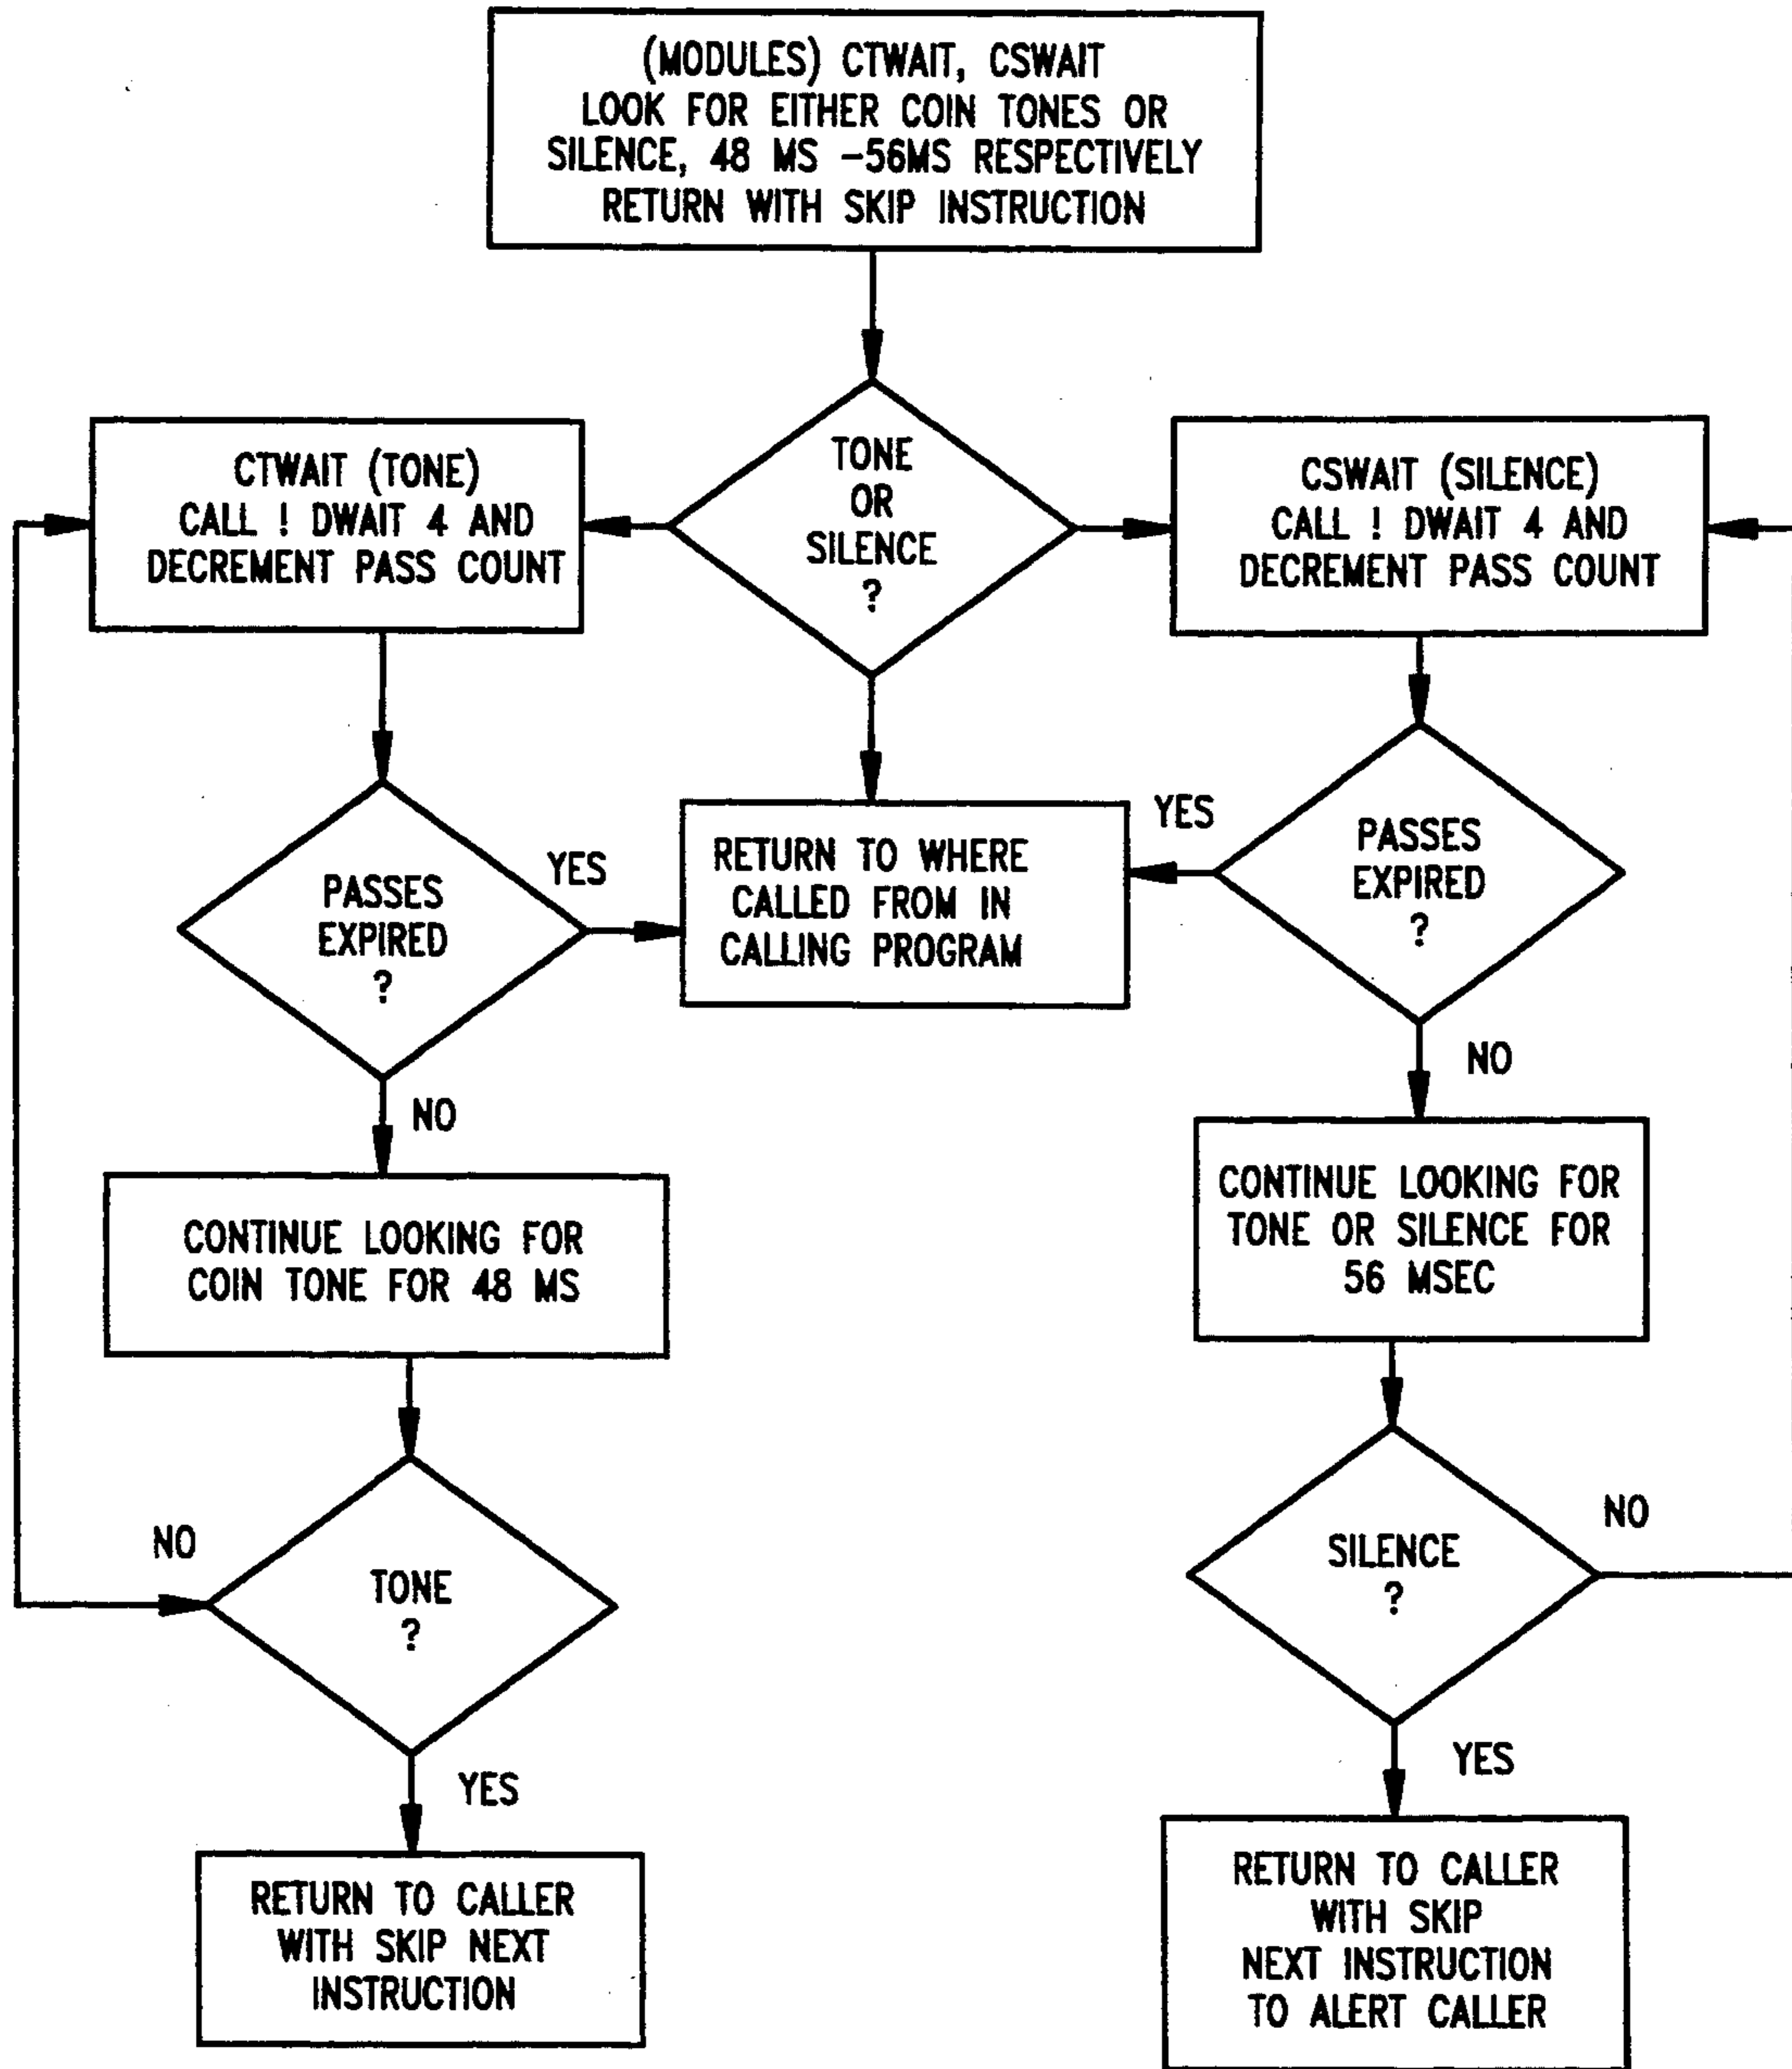 (MODULES) CTWAIT, CSWAIT
LOOK FOR EITHER COIN TONES OR
SILENCE, 48 MS -56MS RESPECTIVELY
RETURN WITH SKIP INSTRUCTION
TONE
OR
SILENCE
?
CTWAIT (TONE)
CALL ! DWAIT 4 AND
DECREMENT PASS COUNT
CSWAIT (SILENCE)
CALL ! DWAIT 4 AND
DECREMENT PASS COUNT
PASSES
EXPIRED
?
YES
RETURN TO WHERE
CALLED FROM IN
CALLING PROGRAM
YES
PASSES
EXPIRED
?
NO
NO
CONTINUE LOOKING FOR
COIN TONE FOR 48 MS
CONTINUE LOOKING FOR
TONE OR SILENCE FOR
56 MSEC
NO
TONE
?
SILENCE
?
NO
YES
YES
RETURN TO CALLER
WITH SKIP NEXT
INSTRUCTION
RETURN TO CALLER
WITH SKIP
NEXT INSTRUCTION
TO ALERT CALLER